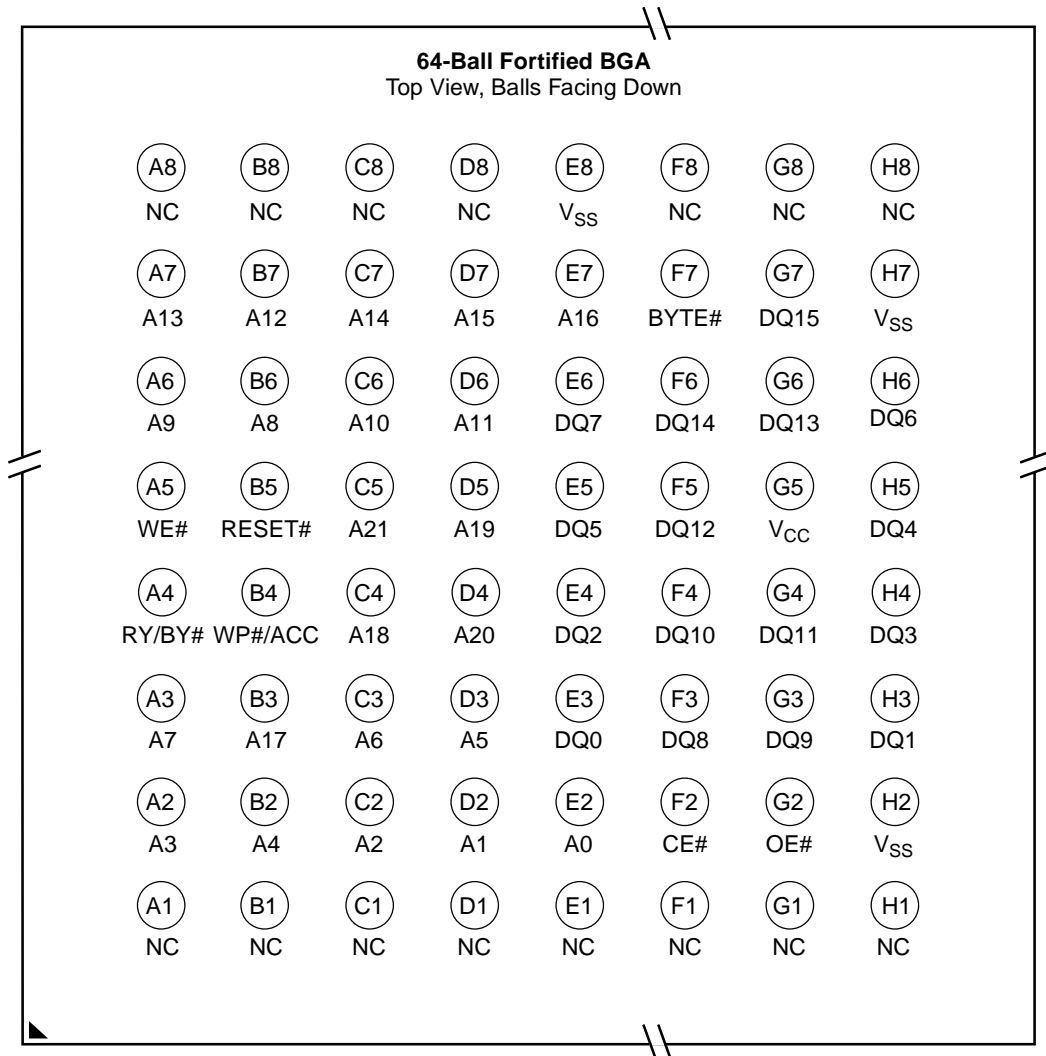 64-Ball Fortified BGA
Top View, Balls Facing Down
A8 B8 C8 D8 E8 F8 G8 H8
NC NC NC NC VSS NC NC NC
A7 B7 C7 D7 E7 F7 G7 H7
A13 A12 A14 A15 A16 BYTE# DQ15 VSS
A6 B6 C6 D6 E6 F6 G6 H6
A9 A8 A10 A11 DQ7 DQ14 DQ13 DQ6
A5 B5 C5 D5 E5 F5 G5 H5
WE# RESET# A21 A19 DQ5 DQ12 VCC DQ4
A4 B4 C4 D4 E4 F4 G4 H4
RY/BY# WP#/ACC A18 A20 DQ2 DQ10 DQ11 DQ3
A3 B3 C3 D3 E3 F3 G3 H3
A7 A17 A6 A5 DQ0 DQ8 DQ9 DQ1
A2 B2 C2 D2 E2 F2 G2 H2
A3 A4 A2 A1 A0 CE# OE# VSS
A1 B1 C1 D1 E1 F1 G1 H1
NC NC NC NC NC NC NC NC